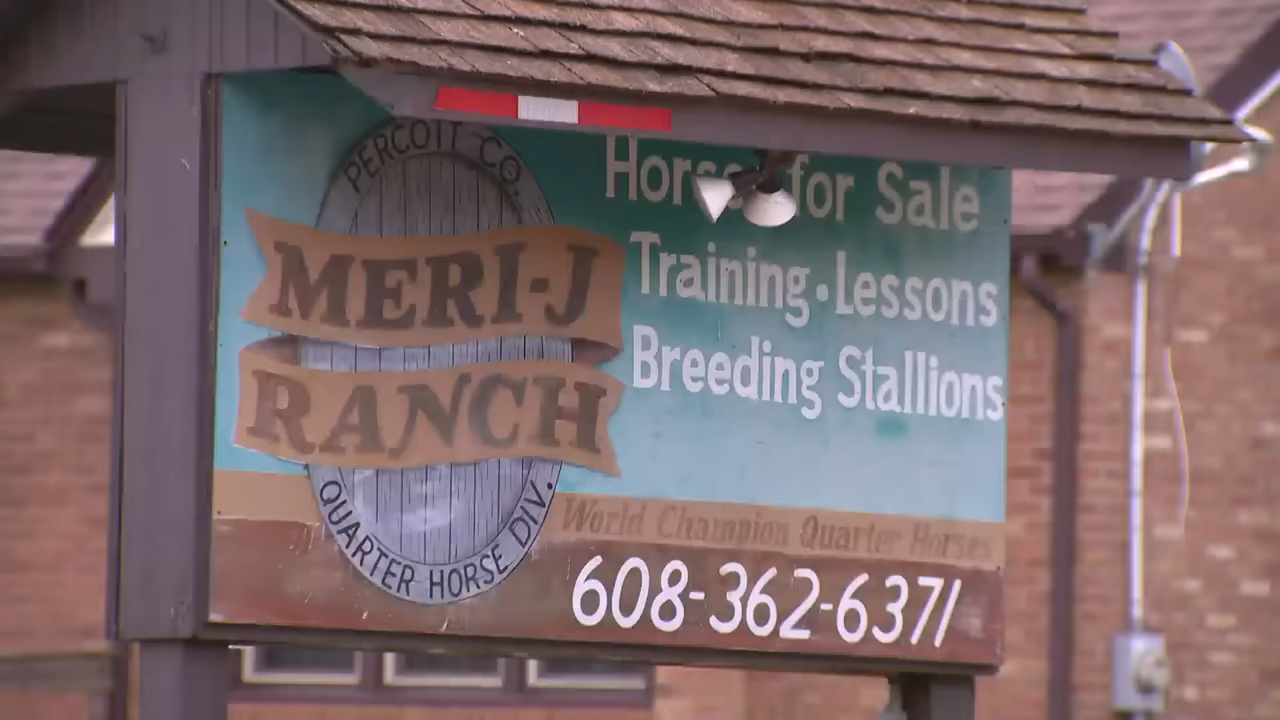 PERCOTT CO.
MERI-J
RANCH
QUARTER HORSE DIV.
Horses for Sale
Training • Lessons
Breeding Stallions
World Champion Quarter Horses
608-362-6371